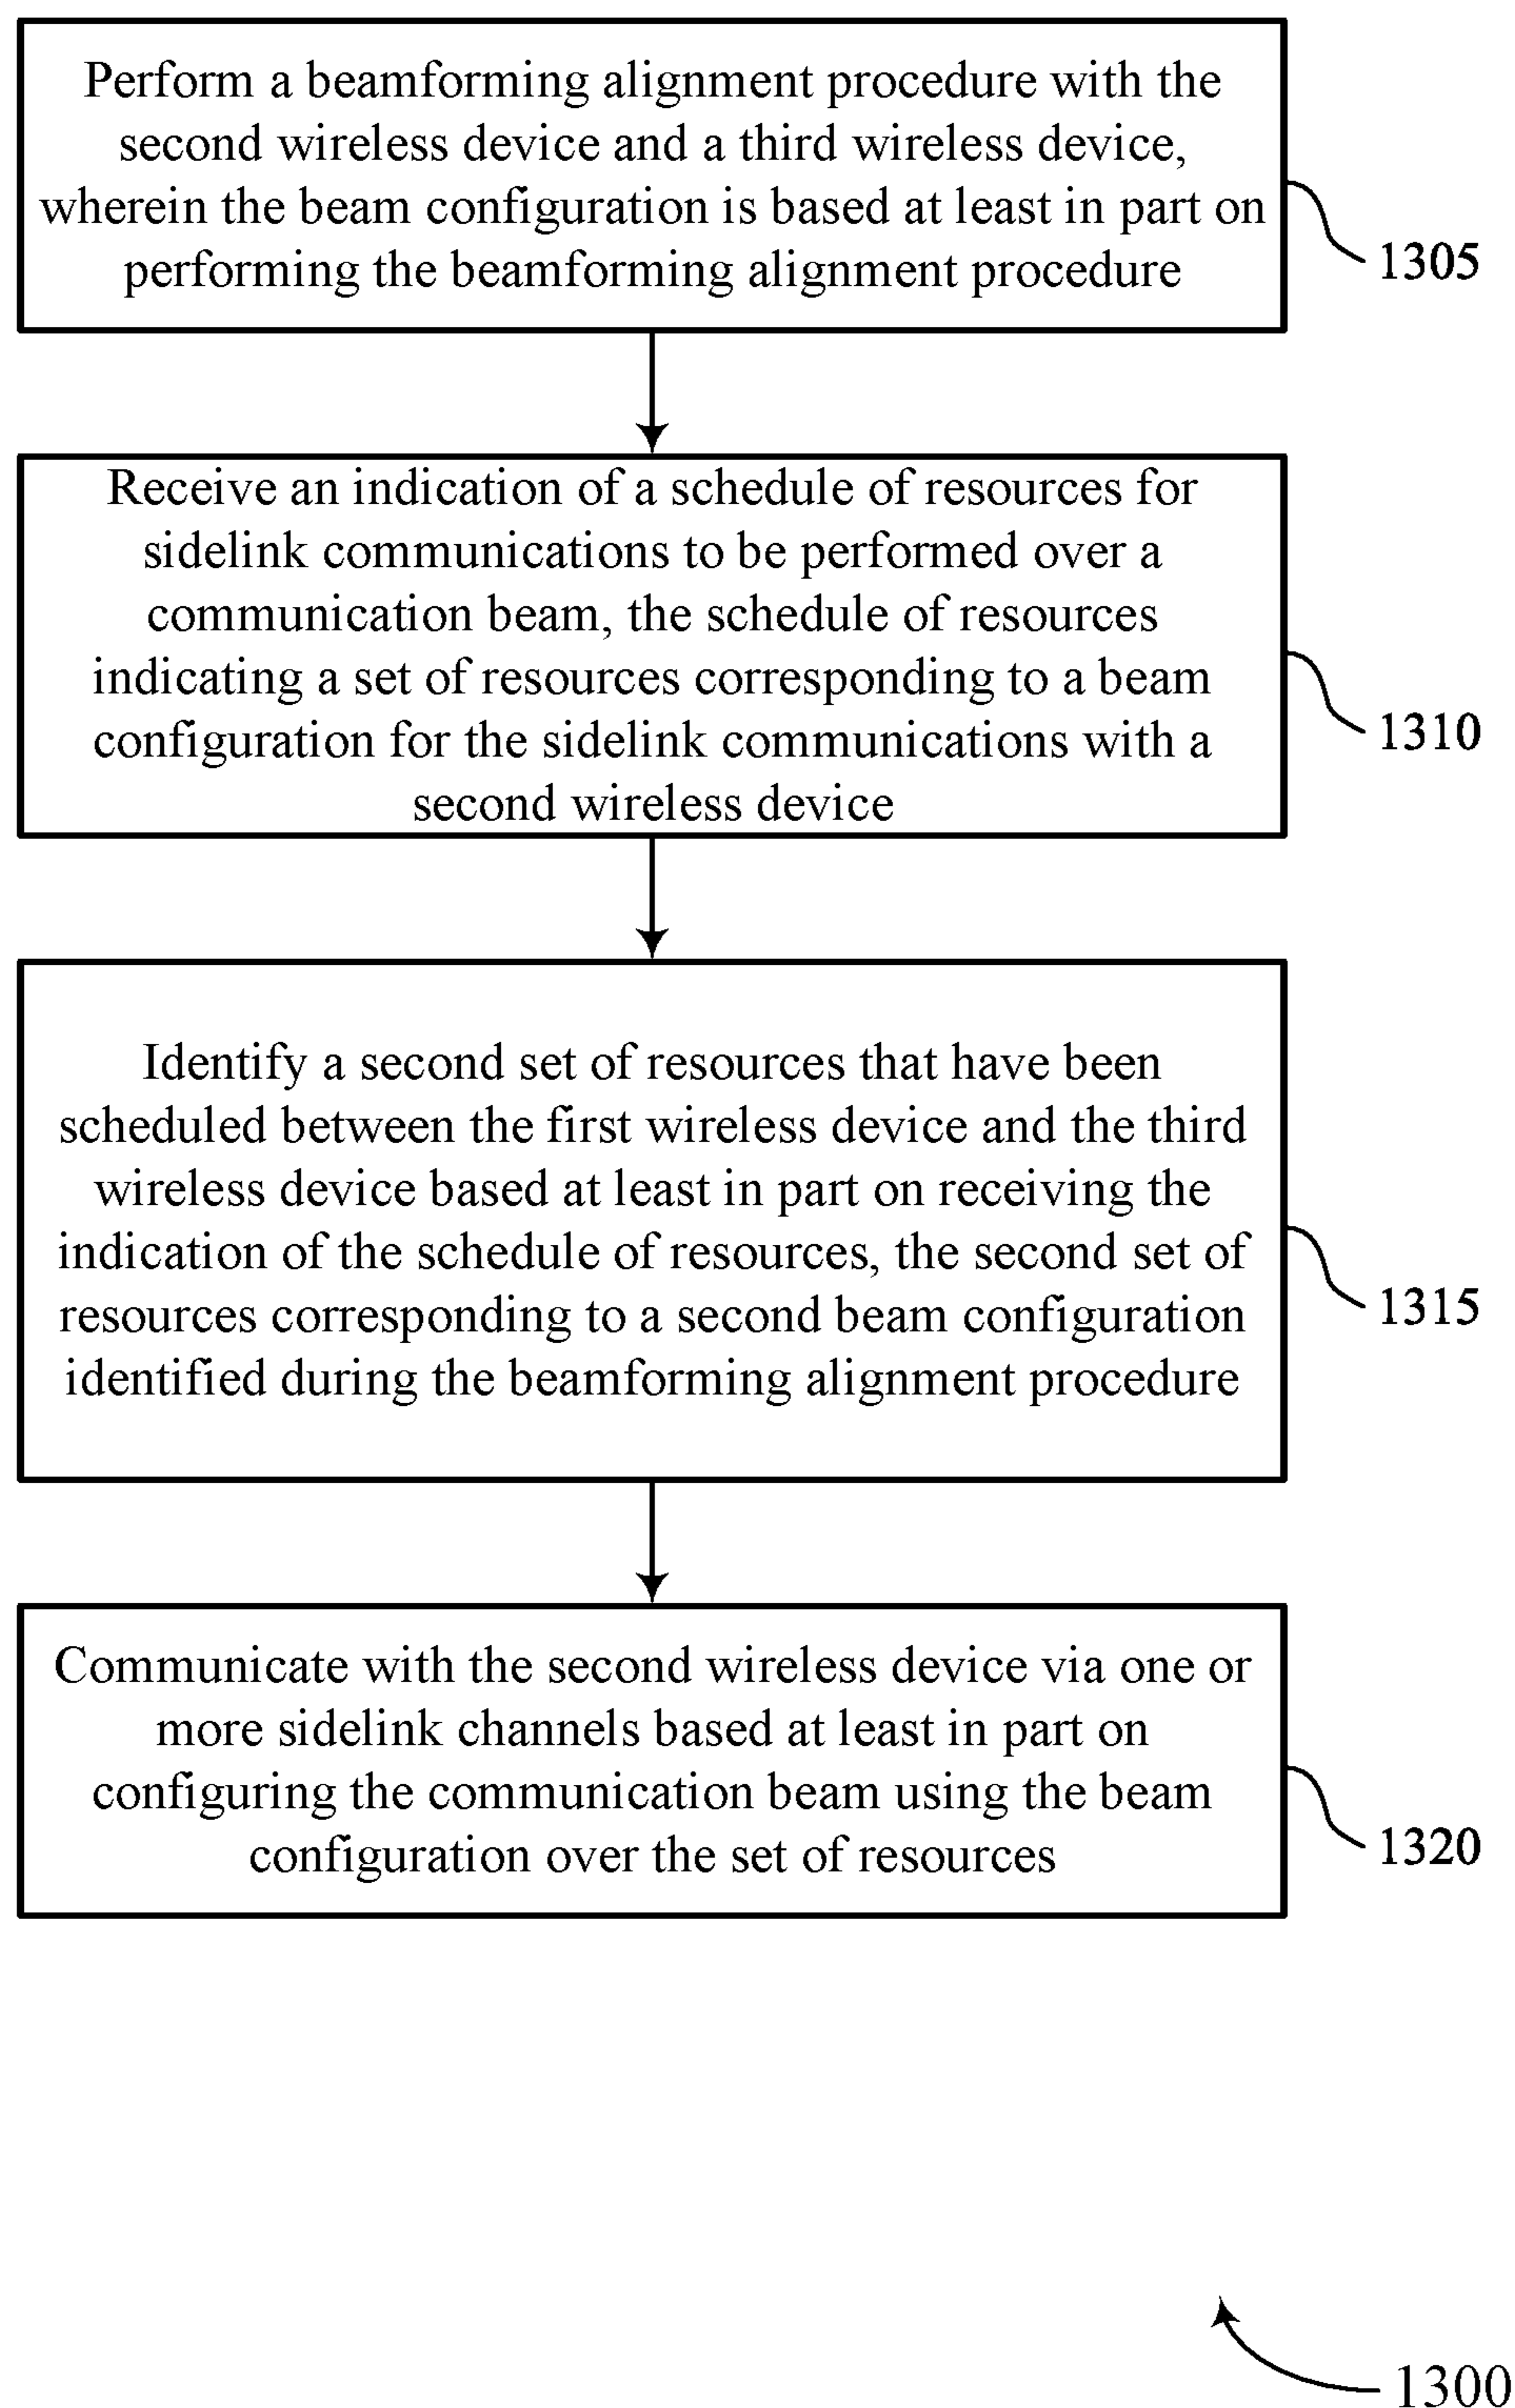 Perform a beamforming alignment procedure with the
second wireless device and a third wireless device,
wherein the beam configuration is based at least in part on
performing the beamforming alignment procedure
1305
Receive an indication of a schedule of resources for
sidelink communications to be performed over a
communication beam, the schedule of resources
indicating a set of resources corresponding to a beam
configuration for the sidelink communications with a
second wireless device
1310
Identify a second set of resources that have been
scheduled between the first wireless device and the third
wireless device based at least in part on receiving the
indication of the schedule of resources, the second set of
resources corresponding to a second beam configuration
identified during the beamforming alignment procedure
1315
Communicate with the second wireless device via one or
more sidelink channels based at least in part on
configuring the communication beam using the beam
configuration over the set of resources
1320
1300